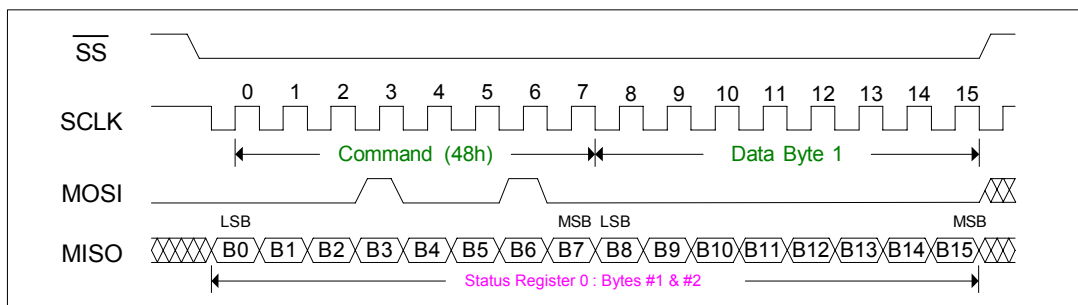 SS
0 1 2 3 4 5 6 7 8 9 10 11 12 13 14 15
SCLK
Command (48h) Data Byte 1
MOSI
LSB MSB LSB MSB
MISO B0 B1 B2 B3 B4 B5 B6 B7 B8 B9 B10 B11 B12 B13 B14 B15
Status Register 0 : Bytes #1 & #2